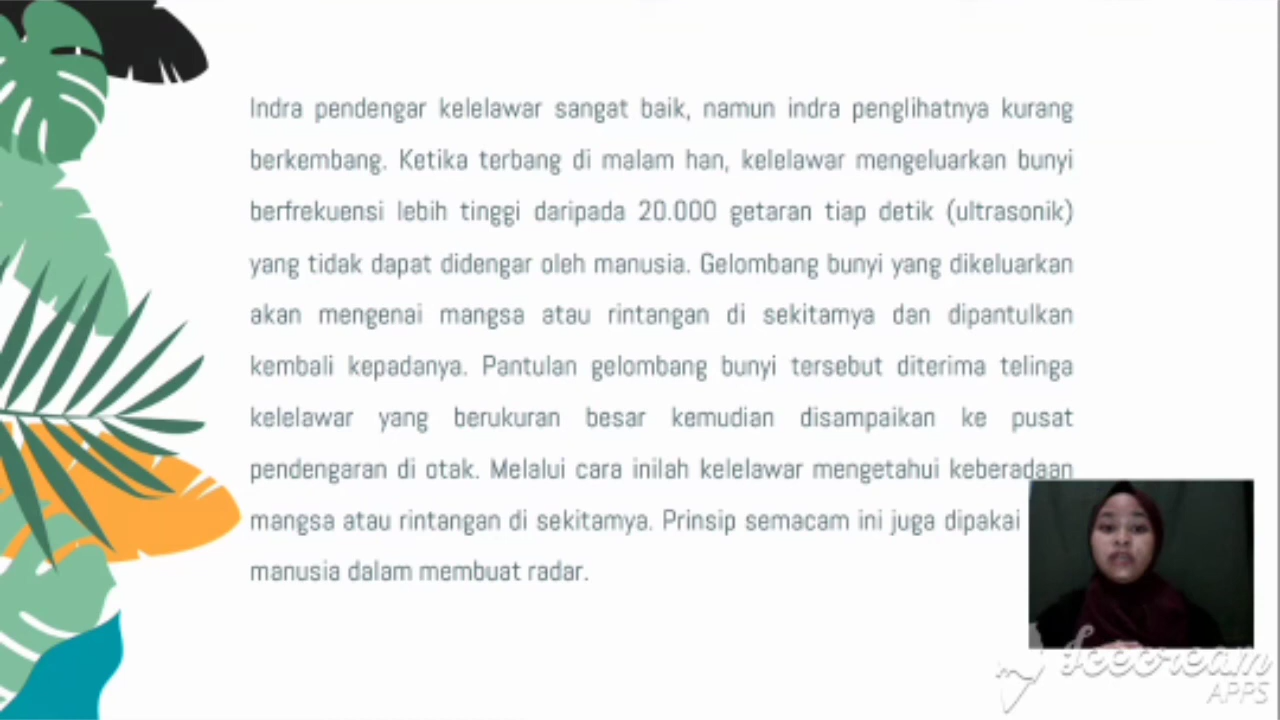 Indra pendengar kelelawar sangat baik, namun indra penglihatnya kurang
berkembang. Ketika terbang di malam han, kelelawar mengeluarkan bunyi
berfrekuensi lebih tinggi daripada 20.000 getaran tiap detik (ultrasonik)
yang tidak dapat didengar oleh manusia. Gelombang bunyi yang dikeluarkan
akan mengenai mangsa atau rintangan di sekitamya dan dipantulkan
kembali kepadanya. Pantulan gelombang bunyi tersebut diterima telinga
kelelawar yang berukuran besar kemudian disampaikan ke pusat
pendengaran di otak. Melalui cara inilah kelelawar mengetahui keberadaan
mangsa atau rintangan di sekitamya. Prinsip semacam ini juga dipakai
manusia dalam membuat radar.
Icecream
APPS